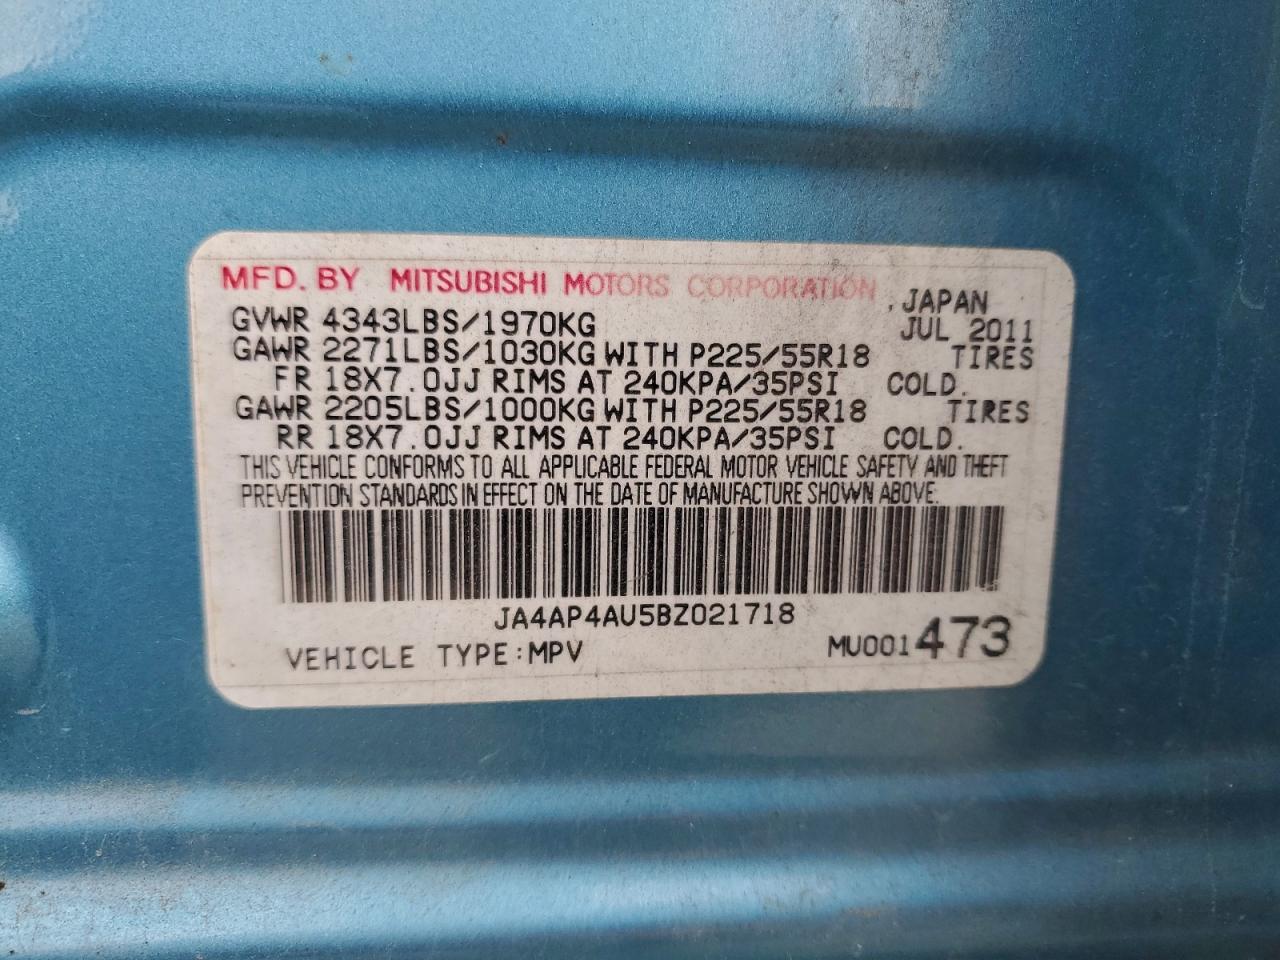 MFD. BY MITSUBISHI MOTORS CORPORATION, JAPAN
GVWR 4343LBS/1970KG JUL 2011
GAWR 2271LBS/1030KG WITH P225/55R18 TIRES
FR 18X7.0JJ RIMS AT 240KPA/35PSI COLD.
GAWR 2205LBS/1000KG WITH P225/55R18 TIRES
RR 18X7.0JJ RIMS AT 240KPA/35PSI COLD.
THIS VEHICLE CONFORMS TO ALL APPLICABLE FEDERAL MOTOR VEHICLE SAFETY AND THEFT
PREVENTION STANDARDS IN EFFECT ON THE DATE OF MANUFACTURE SHOWN ABOVE.
JA4AP4AU5BZ021718
VEHICLE TYPE:MPV MU001473